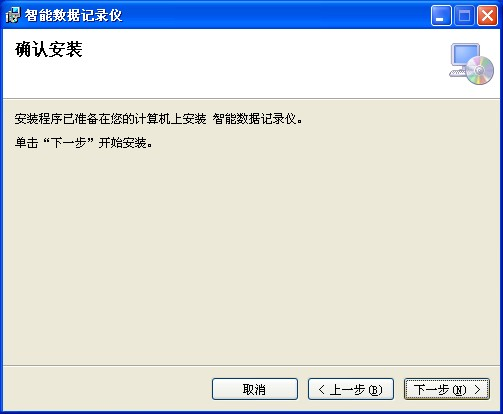 智能数据记录仪
确认安装
安装程序已准备在您的计算机上安装 智能数据记录仪。
单击“下一步”开始安装。
取消
< 上一步(B)
下一步(N) >